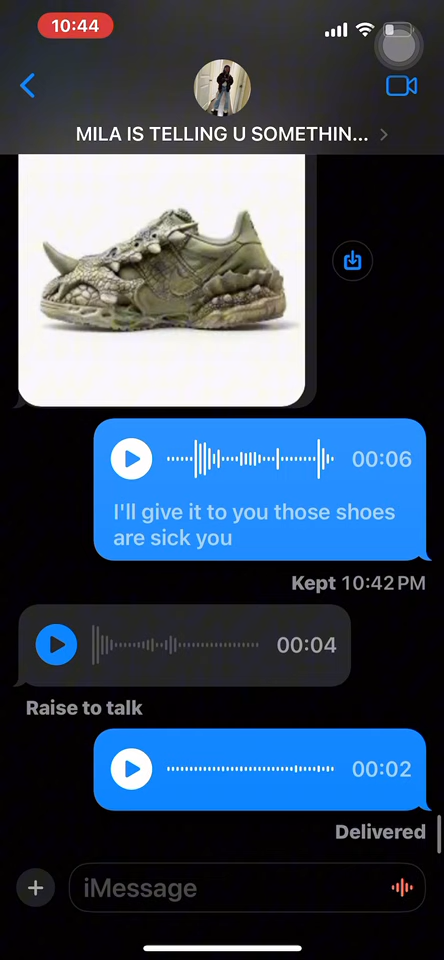 10:44
MILA IS TELLING U SOMETHIN...
00:06
I'll give it to you those shoes
are sick you
Kept 10:42 PM
00:04
Raise to talk
00:02
Delivered
iMessage